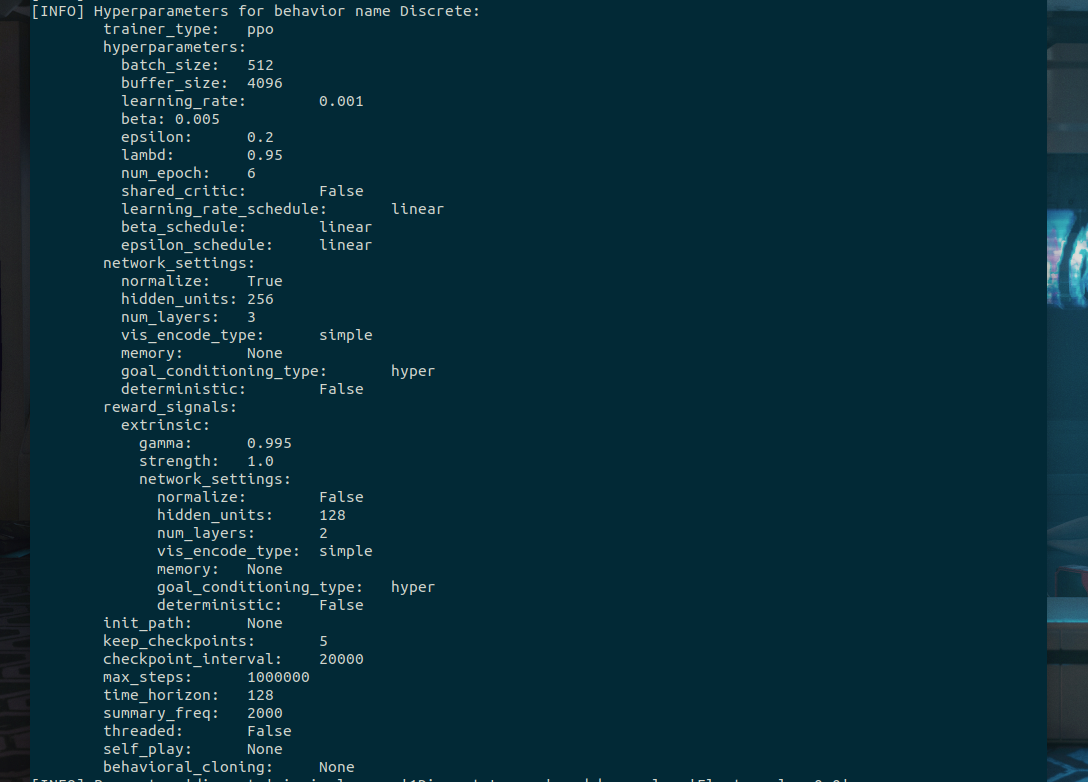 [INFO] Hyperparameters for behavior name Discrete:
trainer_type: ppo
hyperparameters:
batch_size: 512
buffer_size: 4096
learning_rate: 0.001
beta: 0.005
epsilon: 0.2
lambd: 0.95
num_epoch: 6
shared_critic: False
learning_rate_schedule: linear
beta_schedule: linear
epsilon_schedule: linear
network_settings:
normalize: True
hidden_units: 256
num_layers: 3
vis_encode_type: simple
memory: None
goal_conditioning_type: hyper
deterministic: False
reward_signals:
extrinsic:
gamma: 0.995
strength: 1.0
network_settings:
normalize: False
hidden_units: 128
num_layers: 2
vis_encode_type: simple
memory: None
goal_conditioning_type: hyper
deterministic: False
init_path: None
keep_checkpoints: 5
checkpoint_interval: 20000
max_steps: 1000000
time_horizon: 128
summary_freq: 2000
threaded: False
self_play: None
behavioral_cloning: None